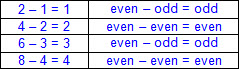 2 – 1 = 1 even – odd = odd
4 – 2 = 2 even – even = even
6 – 3 = 3 even – odd = odd
8 – 4 = 4 even – even = even